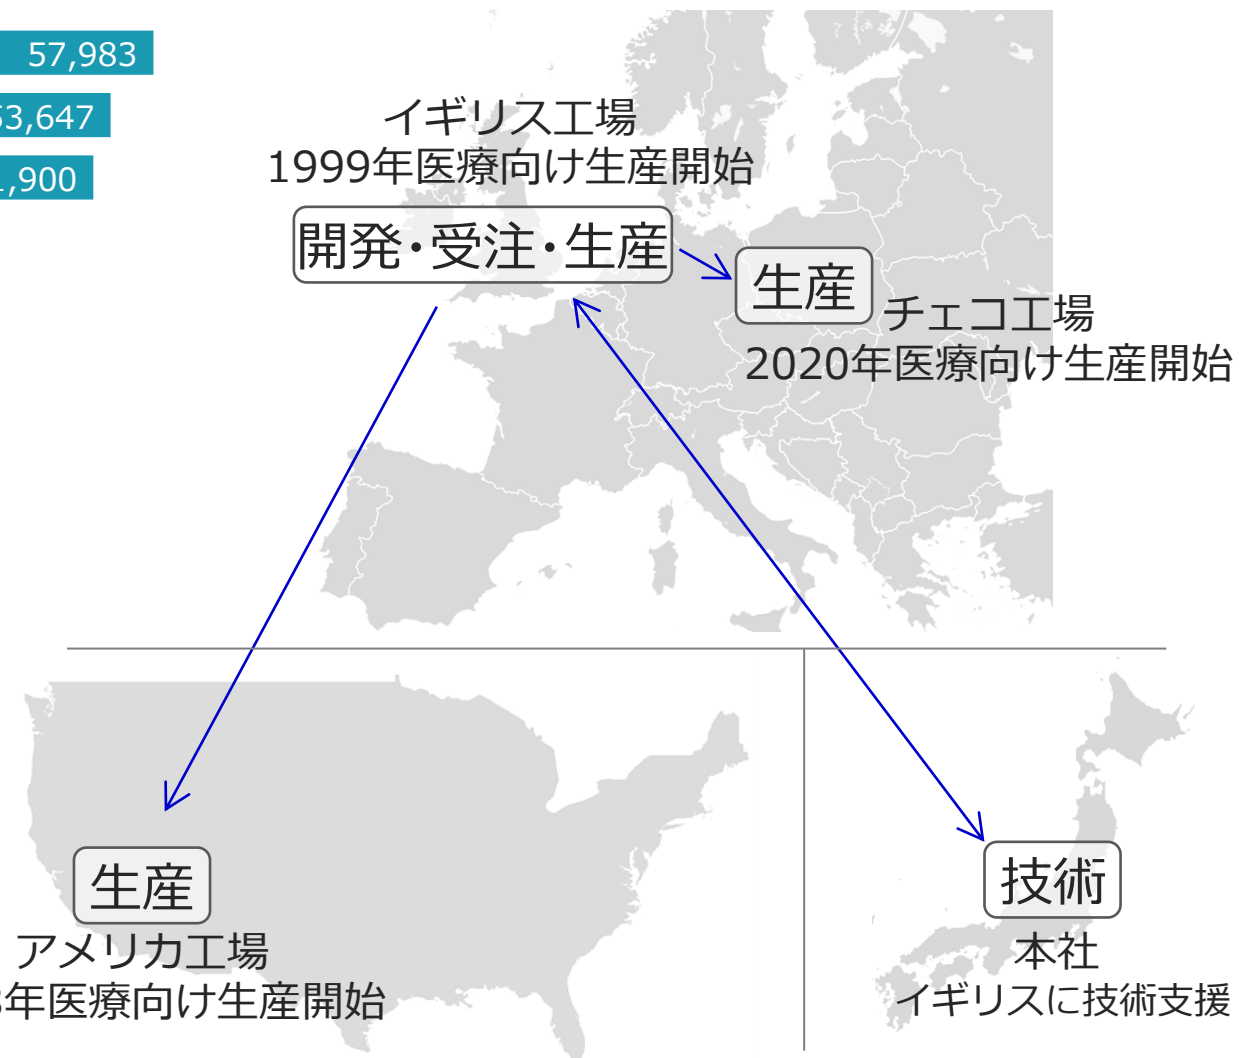 57,983
3,647
,900
イギリス工場
1999年医療向け生産開始
開発・受注・生産
生産
チェコ工場
2020年医療向け生産開始
生産
アメリカ工場
年医療向け生産開始
技術
本社
イギリスに技術支援